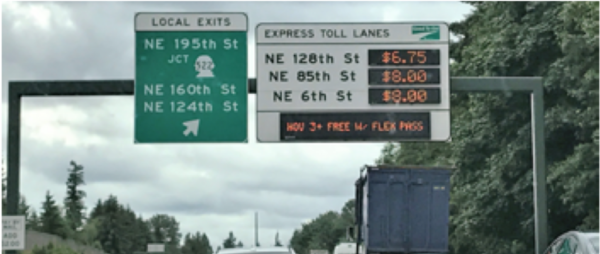 LOCAL EXITS
NE 195th St
JCT 522
NE 160th St
NE 124th St
EXPRESS TOLL LANES
NE 128th St $6.75
NE 85th St $8.00
NE 6th St $8.00
HOV 3+ FREE W/ FLEX PASS